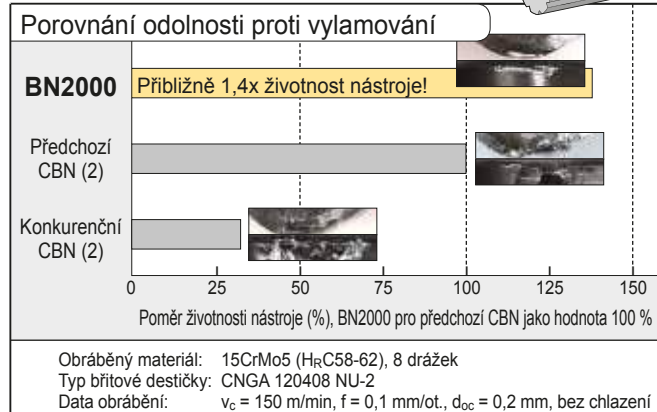 Porovnání odolnosti proti vylamování
BN2000
Přibližně 1,4x životnost nástroje!
Předchozí
CBN (2)
Konkurenční
CBN (2)
0 25 50 75 100 125 150
Poměr životnosti nástroje (%), BN2000 pro předchozí CBN jako hodnota 100 %
Obráběný materiál: 15CrMo5 (HRC58-62), 8 drážek
Typ břitové destičky: CNGA 120408 NU-2
Data obrábění: vc = 150 m/min, f = 0,1 mm/ot., doc = 0,2 mm, bez chlazení